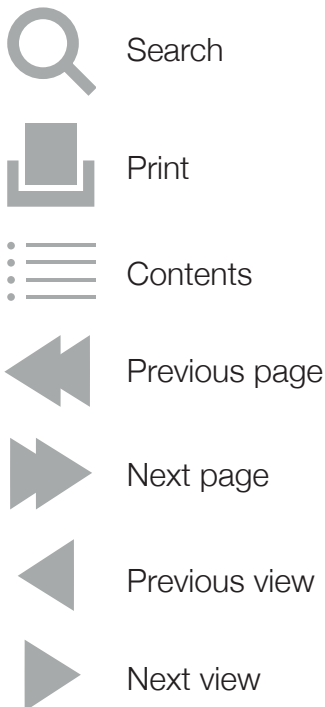 Search
Print
Contents
Previous page
Next page
Previous view
Next view